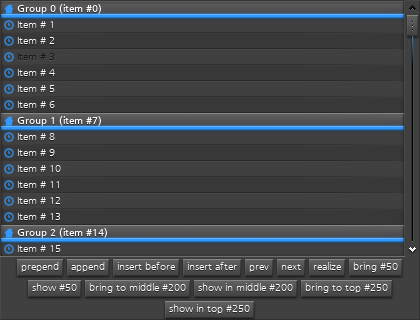 Group 0 (item #0)
Item # 1
Item # 2
Item # 3
Item # 4
Item # 5
Item # 6
Group 1 (item #7)
Item # 8
Item # 9
Item # 10
Item # 11
Item # 12
Item # 13
Group 2 (item #14)
Item # 15
prepend append insert before insert after prev next realize bring #50
show #50 bring to middle #200 show in middle #200 bring to top #250
show in top #250